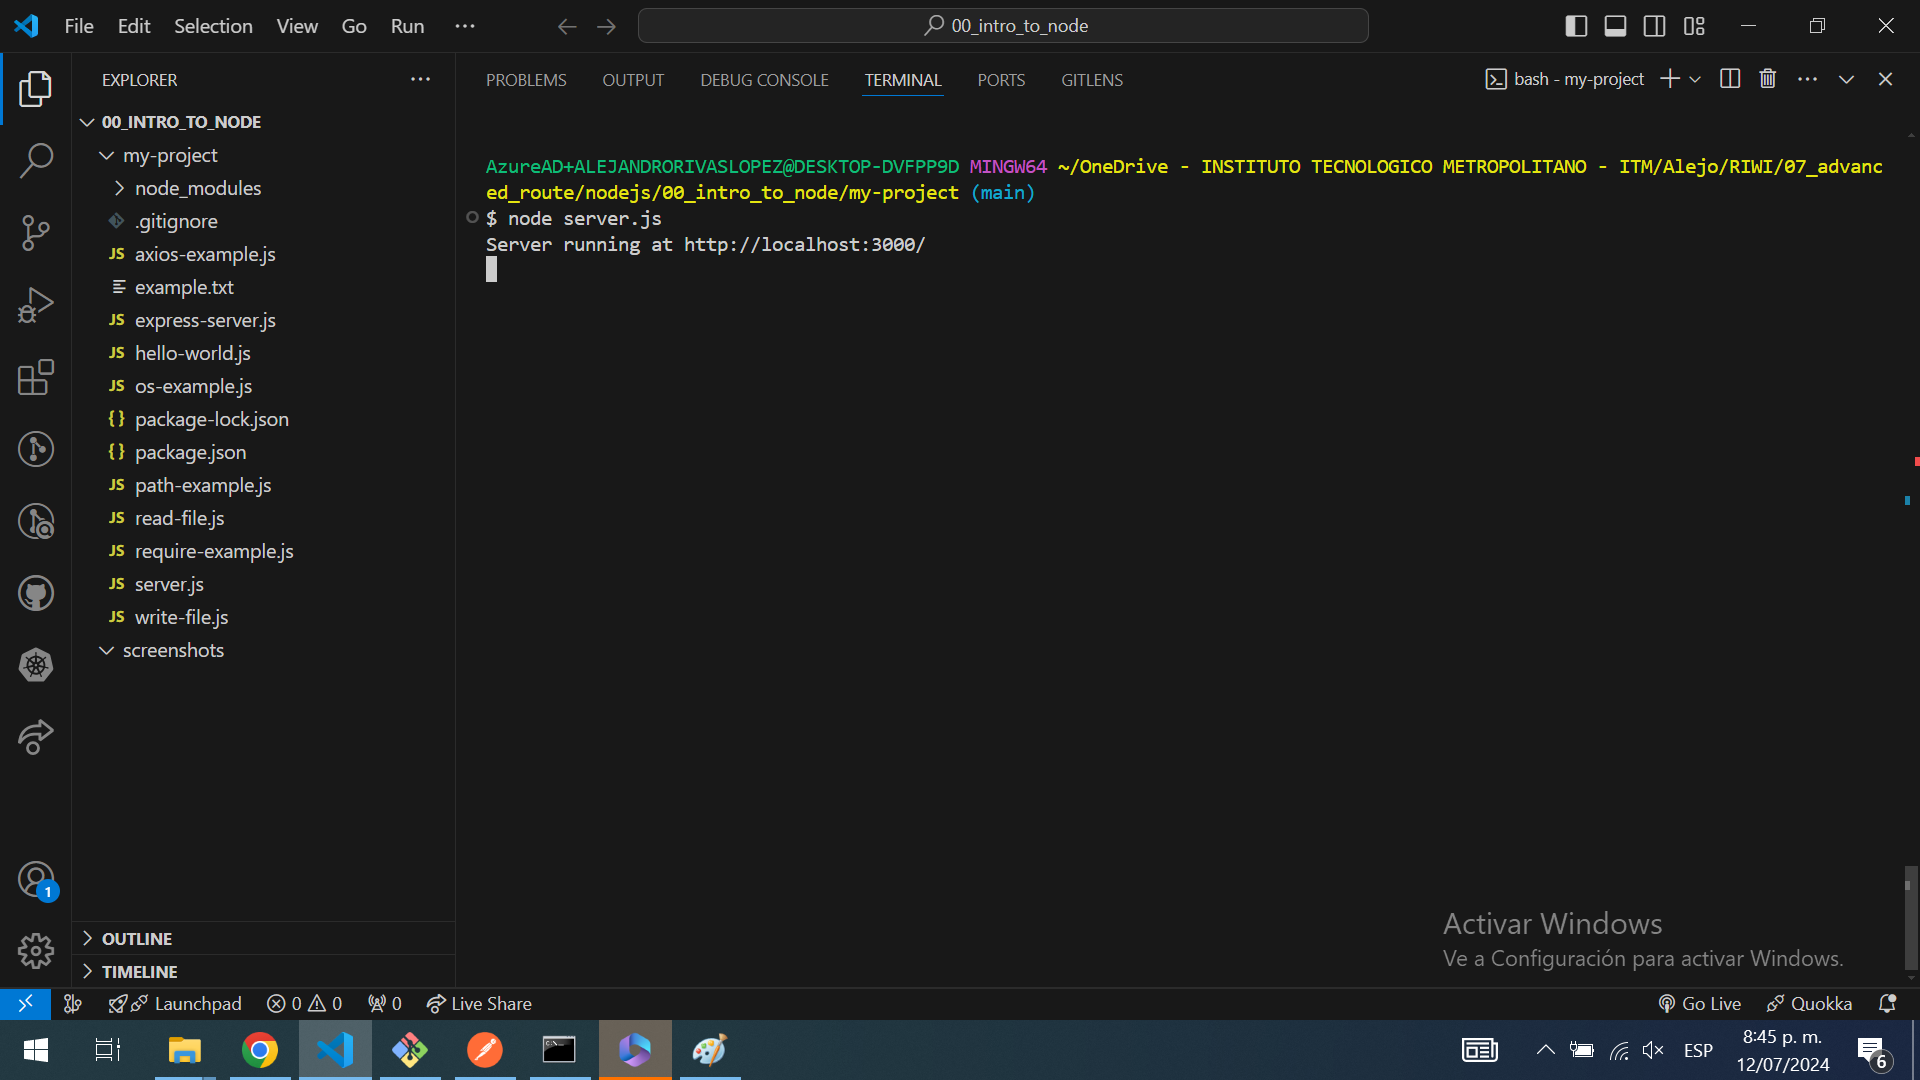 File Edit Selection View Go Run ···
00_intro_to_node
EXPLORER ···
00_INTRO_TO_NODE
my-project
node_modules
.gitignore
JS axios-example.js
example.txt
JS express-server.js
JS hello-world.js
JS os-example.js
{} package-lock.json
{} package.json
JS path-example.js
JS read-file.js
JS require-example.js
JS server.js
JS write-file.js
screenshots
OUTLINE
TIMELINE
1
PROBLEMS OUTPUT DEBUG CONSOLE TERMINAL PORTS GITLENS
bash - my-project
AzureAD+ALEJANDRORIVASLOPEZ@DESKTOP-DVFPP9D MINGW64 ~/OneDrive - INSTITUTO TECNOLOGICO METROPOLITANO - ITM/Alejo/RIWI/07_advanc
ed_route/nodejs/00_intro_to_node/my-project (main)
$ node server.js
Server running at http://localhost:3000/
Activar Windows
Ve a Configuración para activar Windows.
Launchpad 0 0 0 Live Share
Go Live Quokka
ESP
8:45 p. m.
12/07/2024
6